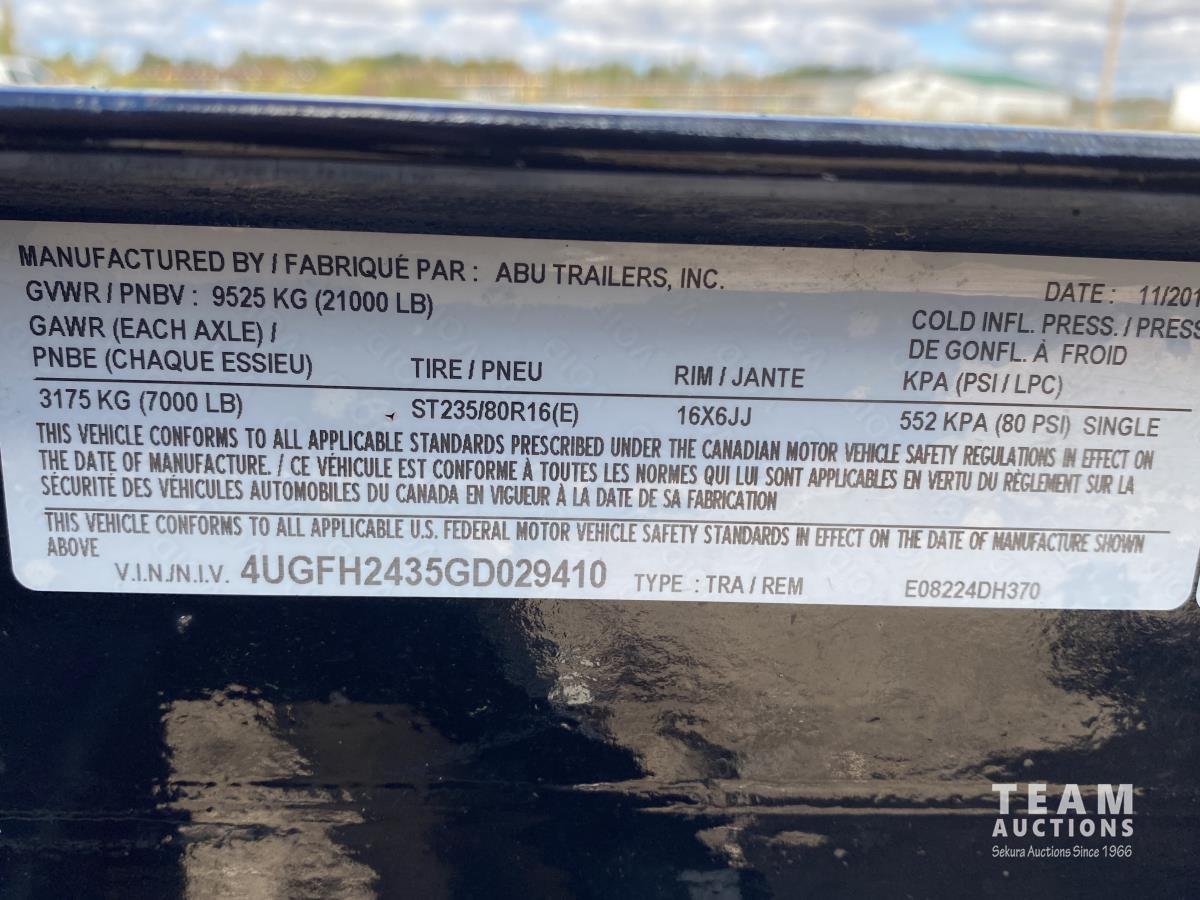 MANUFACTURED BY / FABRIQUÉ PAR : ABU TRAILERS, INC.
DATE : 11/201
GVWR / PNBV : 9525 KG (21000 LB)
GAWR (EACH AXLE) /
PNBE (CHAQUE ESSIEU)
TIRE / PNEU
RIM / JANTE
COLD INFL. PRESS. / PRESS
DE GONFL. À FROID
KPA (PSI / LPC)
3175 KG (7000 LB) ST235/80R16(E) 16X6JJ 552 KPA (80 PSI) SINGLE
THIS VEHICLE CONFORMS TO ALL APPLICABLE STANDARDS PRESCRIBED UNDER THE CANADIAN MOTOR VEHICLE SAFETY REGULATIONS IN EFFECT ON
THE DATE OF MANUFACTURE. / CE VÉHICULE EST CONFORME À TOUTES LES NORMES QUI LUI SONT APPLICABLES EN VERTU DU RÈGLEMENT SUR LA
SÉCURITÉ DES VÉHICULES AUTOMOBILES DU CANADA EN VIGUEUR À LA DATE DE SA FABRICATION
THIS VEHICLE CONFORMS TO ALL APPLICABLE U.S. FEDERAL MOTOR VEHICLE SAFETY STANDARDS IN EFFECT ON THE DATE OF MANUFACTURE SHOWN
ABOVE
V.I.N./N.I.V. 4UGFH2435GD029410 TYPE : TRA / REM E08224DH370
TEAM
AUCTIONS
Sekura Auctions Since 1966